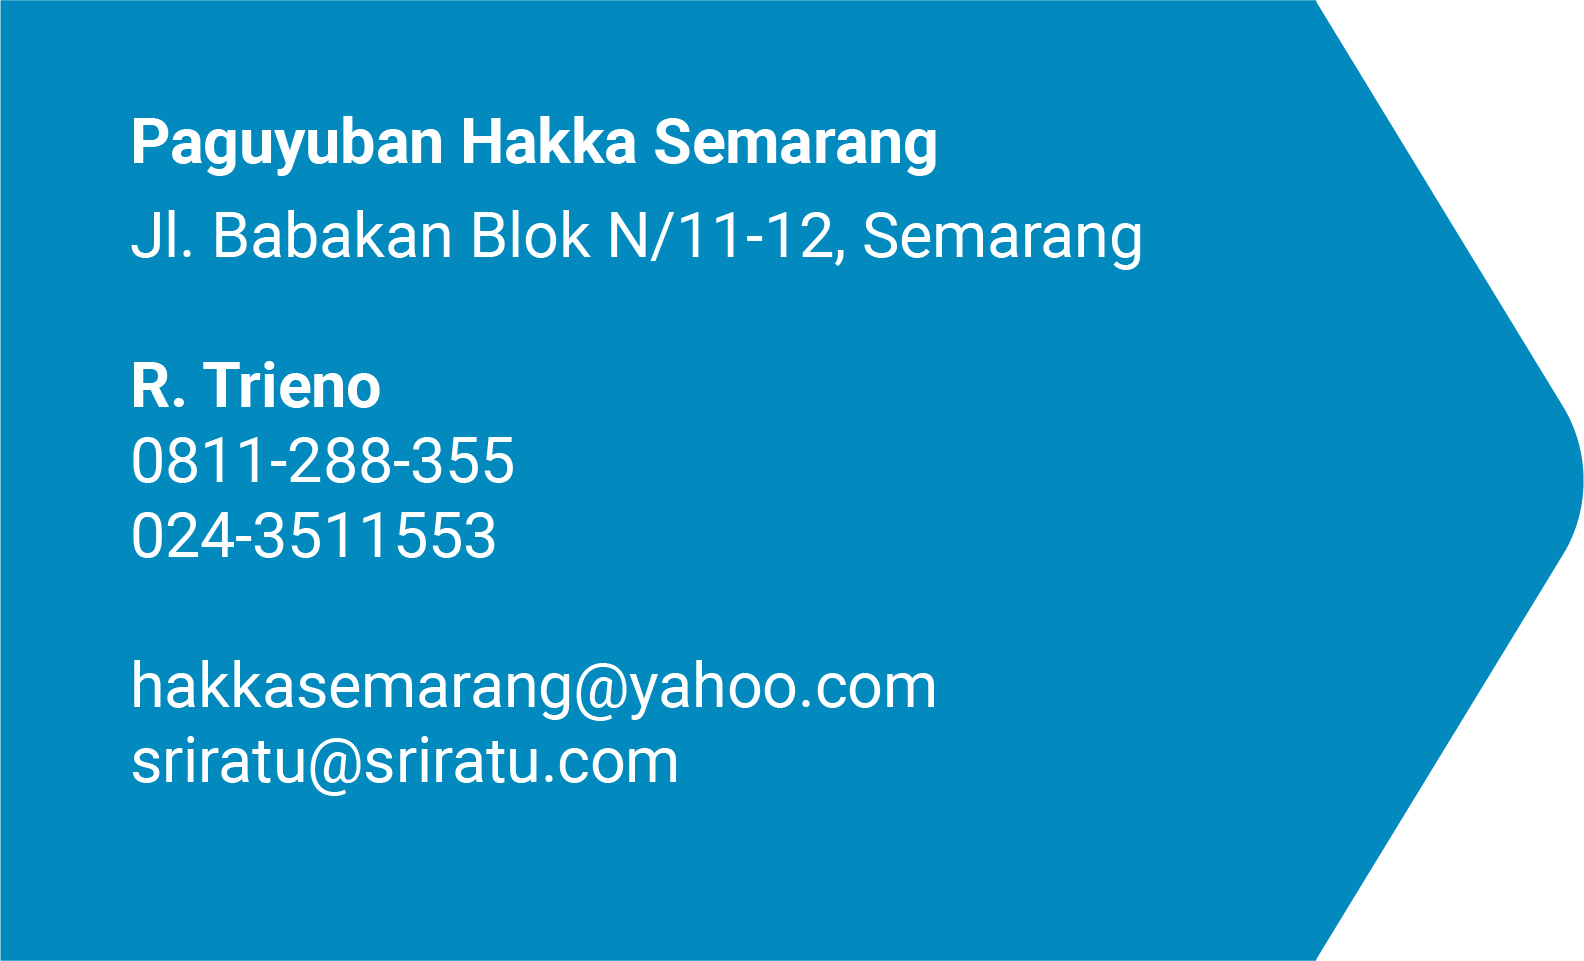 Paguyuban Hakka Semarang
Jl. Babakan Blok N/11-12, Semarang
R. Trieno
0811-288-355
024-3511553
hakkasemarang@yahoo.com
sriratu@sriratu.com